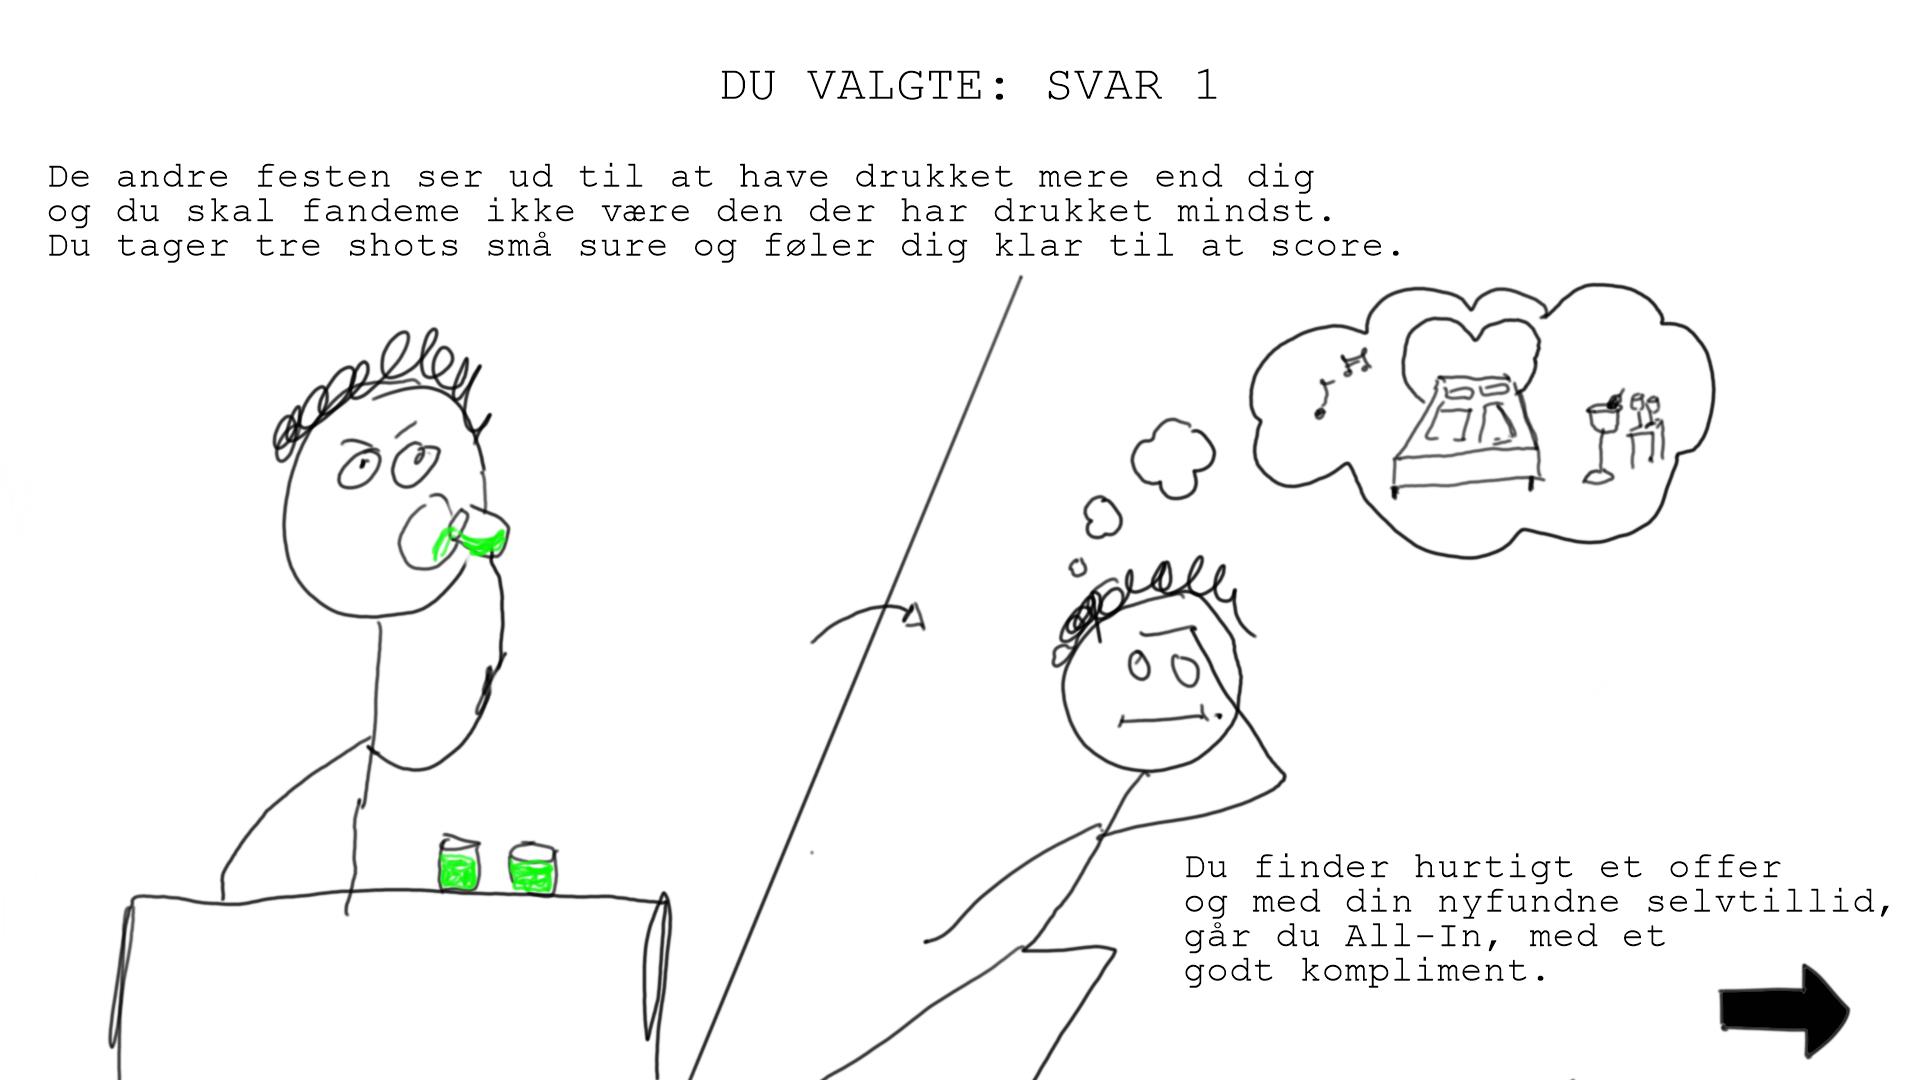 DU VALGTE: SVAR 1
De andre festen ser ud til at have drukket mere end dig
og du skal fandeme ikke være den der har drukket mindst.
Du tager tre shots små sure og føler dig klar til at score.
Du finder hurtigt et offer
og med din nyfundne selvtillid,
går du All-In, med et
godt kompliment.